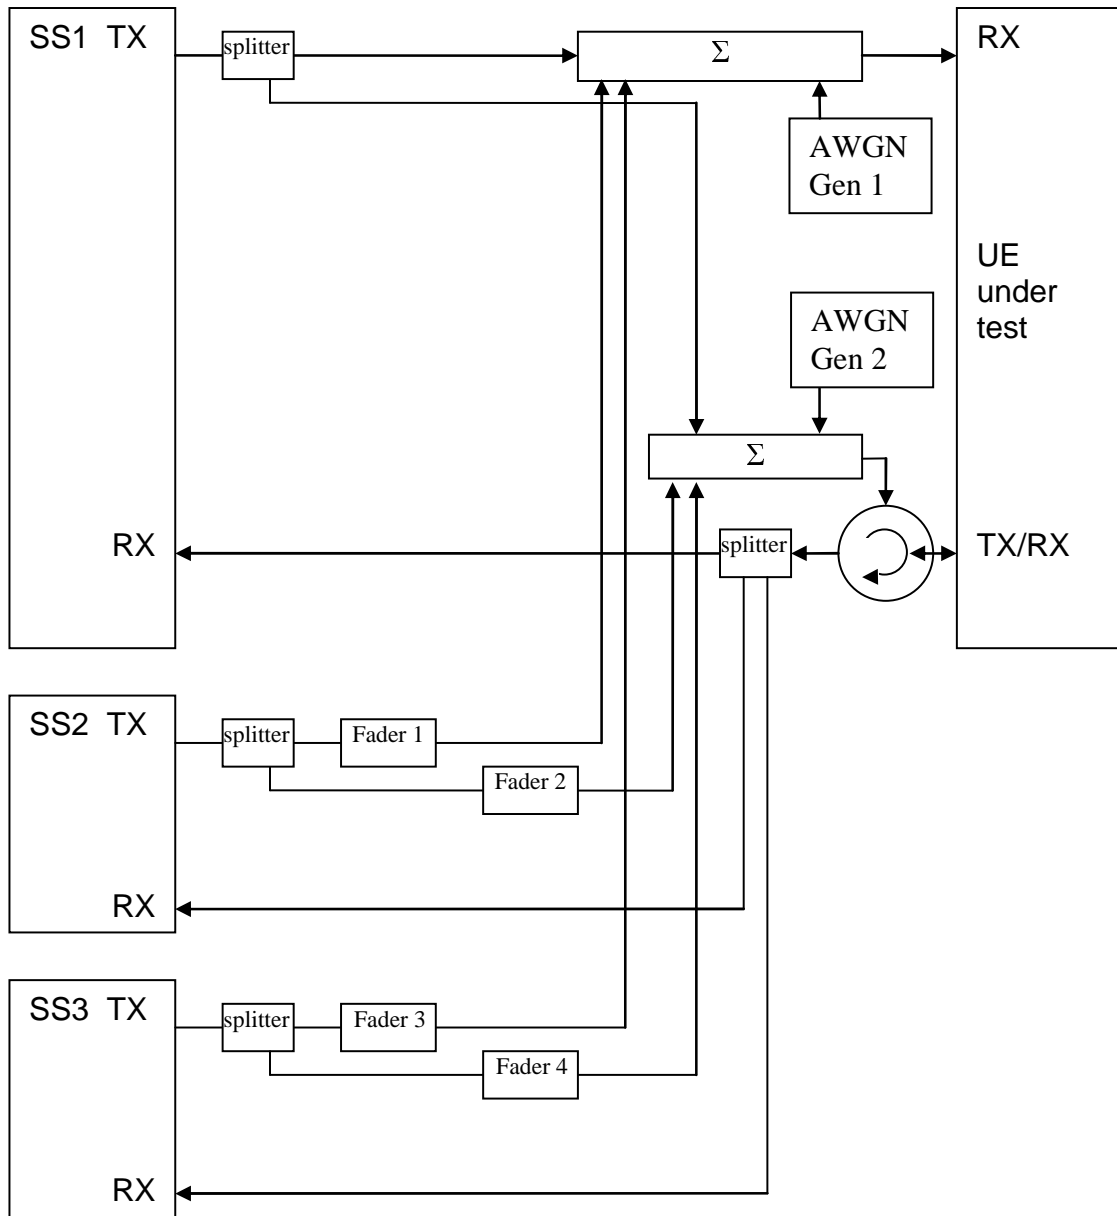 SS1 TX
splitter
Σ
RX
AWGN
Gen 1
UE
under
test
AWGN
Gen 2
Σ
RX
splitter
TX/RX
SS2 TX
splitter
Fader 1
Fader 2
RX
SS3 TX
splitter
Fader 3
Fader 4
RX